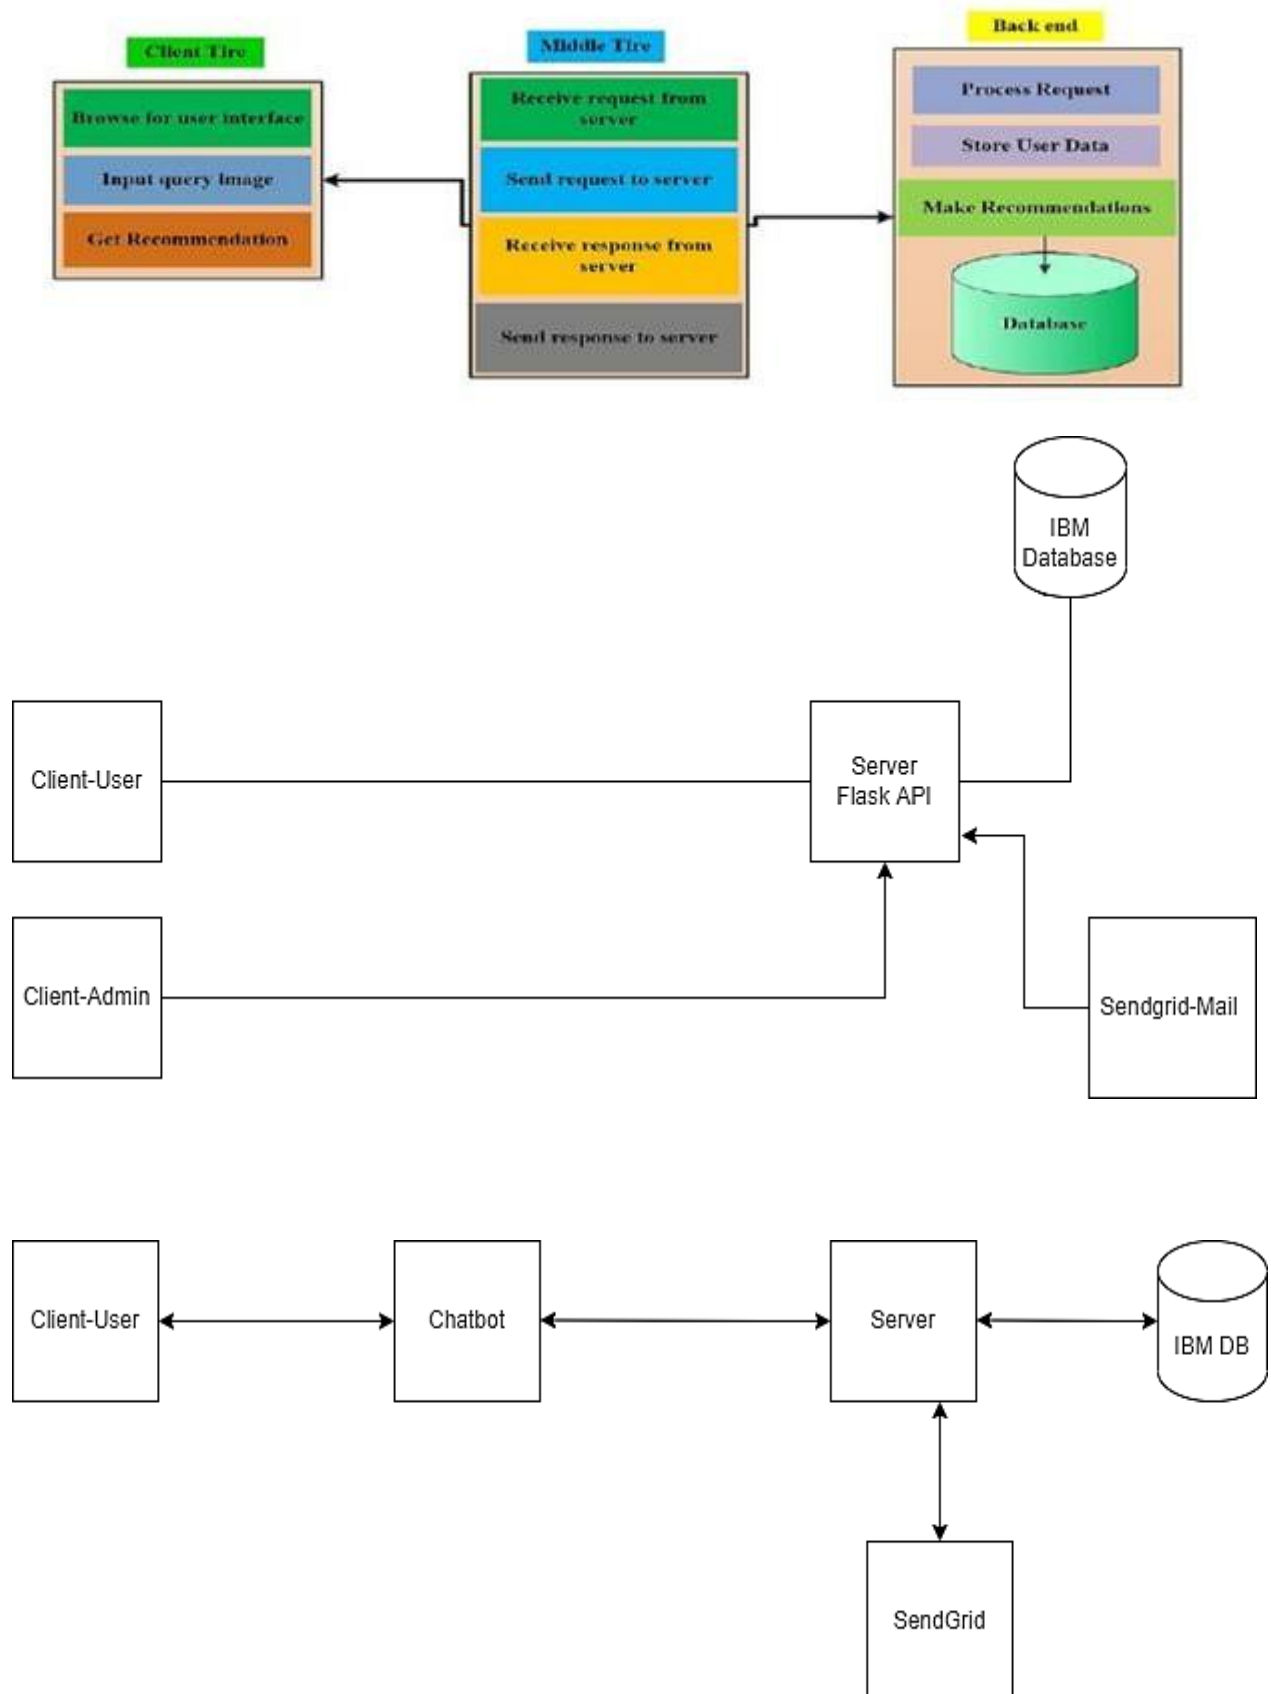 Client Tire
Browse for user interface
Input query image
Get Recommendation
Middle Tire
Receive request from
server
Send request to server
Receive response from
server
Send response to server
Back end
Process Request
Store User Data
Make Recommendations
Database
IBM
Database
Client-User
Server
Flask API
Client-Admin
Sendgrid-Mail
Client-User
Chatbot
Server
IBM DB
SendGrid